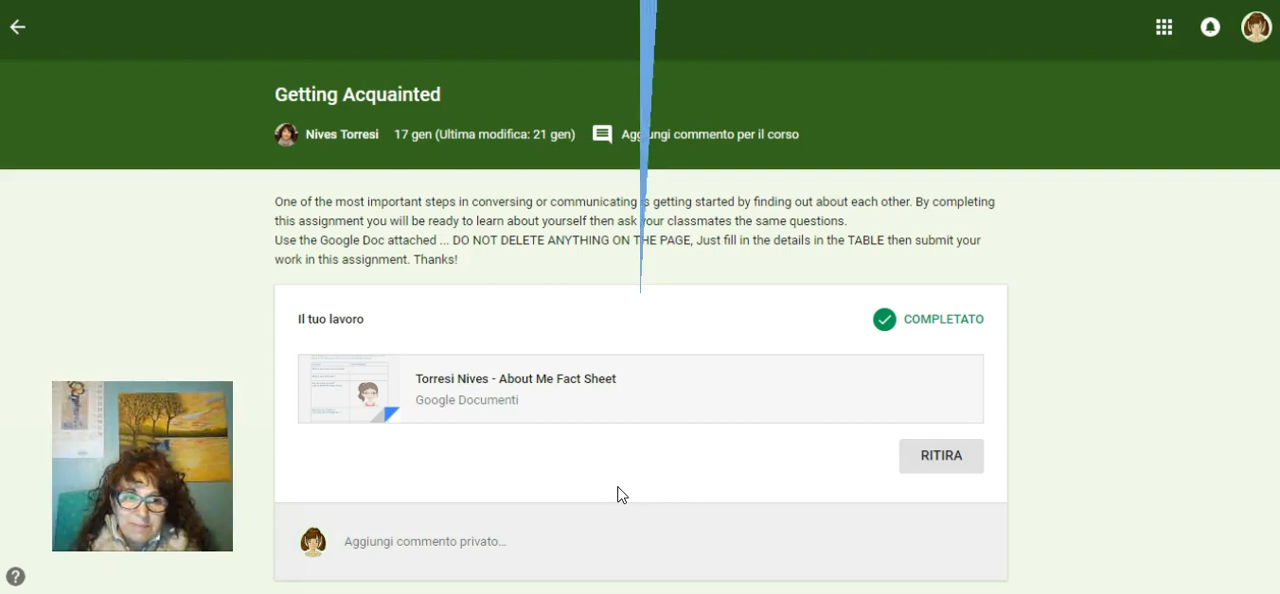 Getting Acquainted
Nives Torresi 17 gen (Ultima modifica: 21 gen) Aggiungi commento per il corso
One of the most important steps in conversing or communicating is getting started by finding out about each other. By completing
this assignment you will be ready to learn about yourself then ask your classmates the same questions.
Use the Google Doc attached ... DO NOT DELETE ANYTHING ON THE PAGE, Just fill in the details in the TABLE then submit your
work in this assignment. Thanks!
Il tuo lavoro
COMPLETATO
Torresi Nives - About Me Fact Sheet
Google Documenti
RITIRA
Aggiungi commento privato...
?